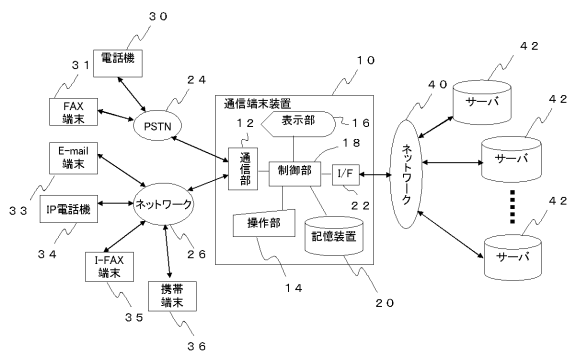 30
電話機
31
24
FAX
端末
PSTN
E-mail
端末
33
IP電話機
34
ネットワーク
26
I-FAX
端末
35
携帯
端末
36
10
通信端末装置
表示部
16
12
通信部
18
制御部
I/F
22
操作部
14
記憶装置
20
40
ネットワーク
42
サーバ
42
サーバ
42
サーバ